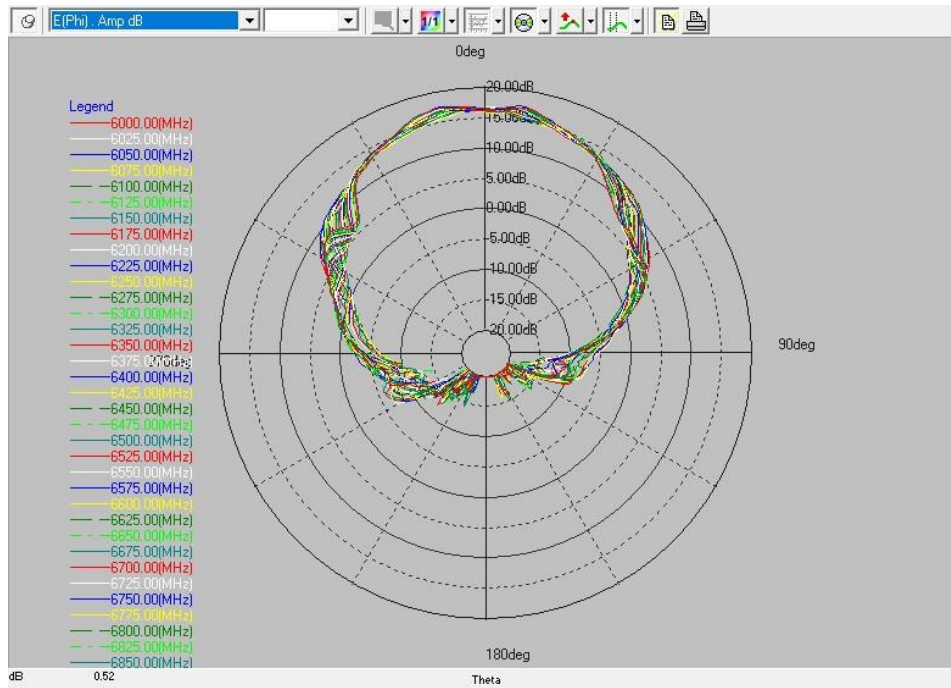 E(Phi) . Amp dB
1/1
0deg
Legend
6000.00(MHz)
6025.00(MHz)
6050.00(MHz)
6075.00(MHz)
6100.00(MHz)
6125.00(MHz)
6150.00(MHz)
6175.00(MHz)
6200.00(MHz)
6225.00(MHz)
6250.00(MHz)
6275.00(MHz)
6300.00(MHz)
6325.00(MHz)
6350.00(MHz)
6375.00(MHz)
6400.00(MHz)
6425.00(MHz)
6450.00(MHz)
6475.00(MHz)
6500.00(MHz)
6525.00(MHz)
6550.00(MHz)
6575.00(MHz)
6600.00(MHz)
6625.00(MHz)
6650.00(MHz)
6675.00(MHz)
6700.00(MHz)
6725.00(MHz)
6750.00(MHz)
6775.00(MHz)
6800.00(MHz)
6825.00(MHz)
6850.00(MHz)
20.00dB
15.00dB
10.00dB
5.00dB
0.00dB
-5.00dB
-10.00dB
-15.00dB
-20.00dB
270deg
90deg
180deg
dB 0.52 Theta